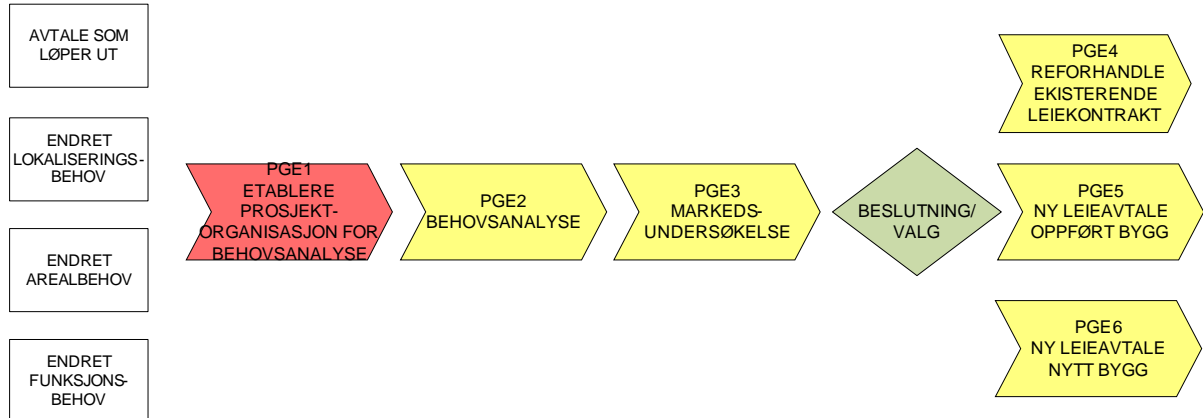 AVTALE SOM
LØPER UT
ENDRET
LOKALISERINGS-
BEHOV
ENDRET
AREALBEHOV
ENDRET
FUNKSJONS-
BEHOV
PGE1
ETABLERE
PROSJEKT-
ORGANISASJON FOR
BEHOVSANALYSE
PGE2
BEHOVSANALYSE
PGE3
MARKEDS-
UNDERSØKELSE
BESLUTNING/
VALG
PGE4
REFORHANDLE
EKISTERENDE
LEIEKONTRAKT
PGE5
NY LEIEAVTALE
OPPFØRT BYGG
PGE6
NY LEIEAVTALE
NYTT BYGG